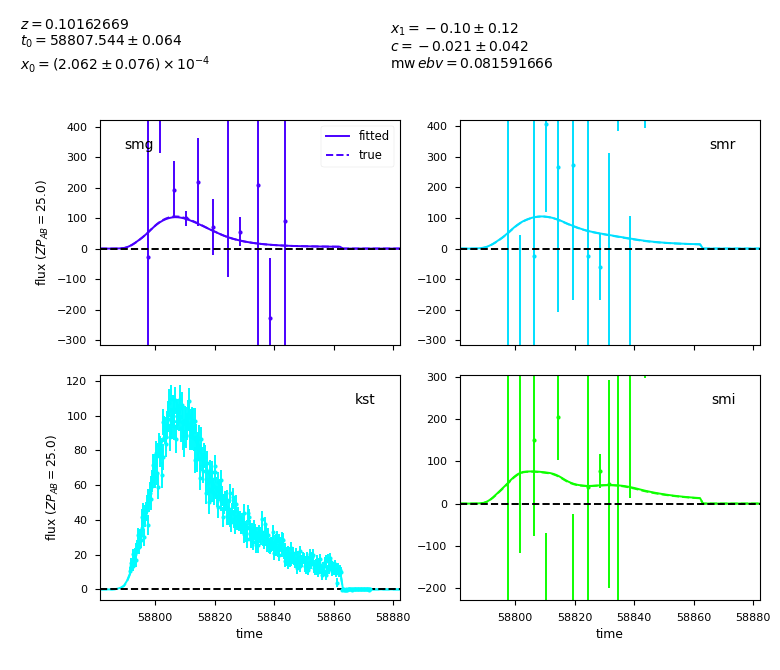 z = 0.10162669
t₀ = 58807.544 ± 0.064
x₀ = (2.062 ± 0.076) × 10⁻⁴
x₁ = −0.10 ± 0.12
c = −0.021 ± 0.042
mw ebv = 0.081591666
smg
fitted
true
400
300
200
100
0
−100
−200
−300
flux (ZP_AB = 25.0)
smr
400
300
200
100
0
−100
−200
−300
kst
120
100
80
60
40
20
0
flux (ZP_AB = 25.0)
58800 58820 58840 58860 58880
time
smi
300
200
100
0
−100
−200
58800 58820 58840 58860 58880
time